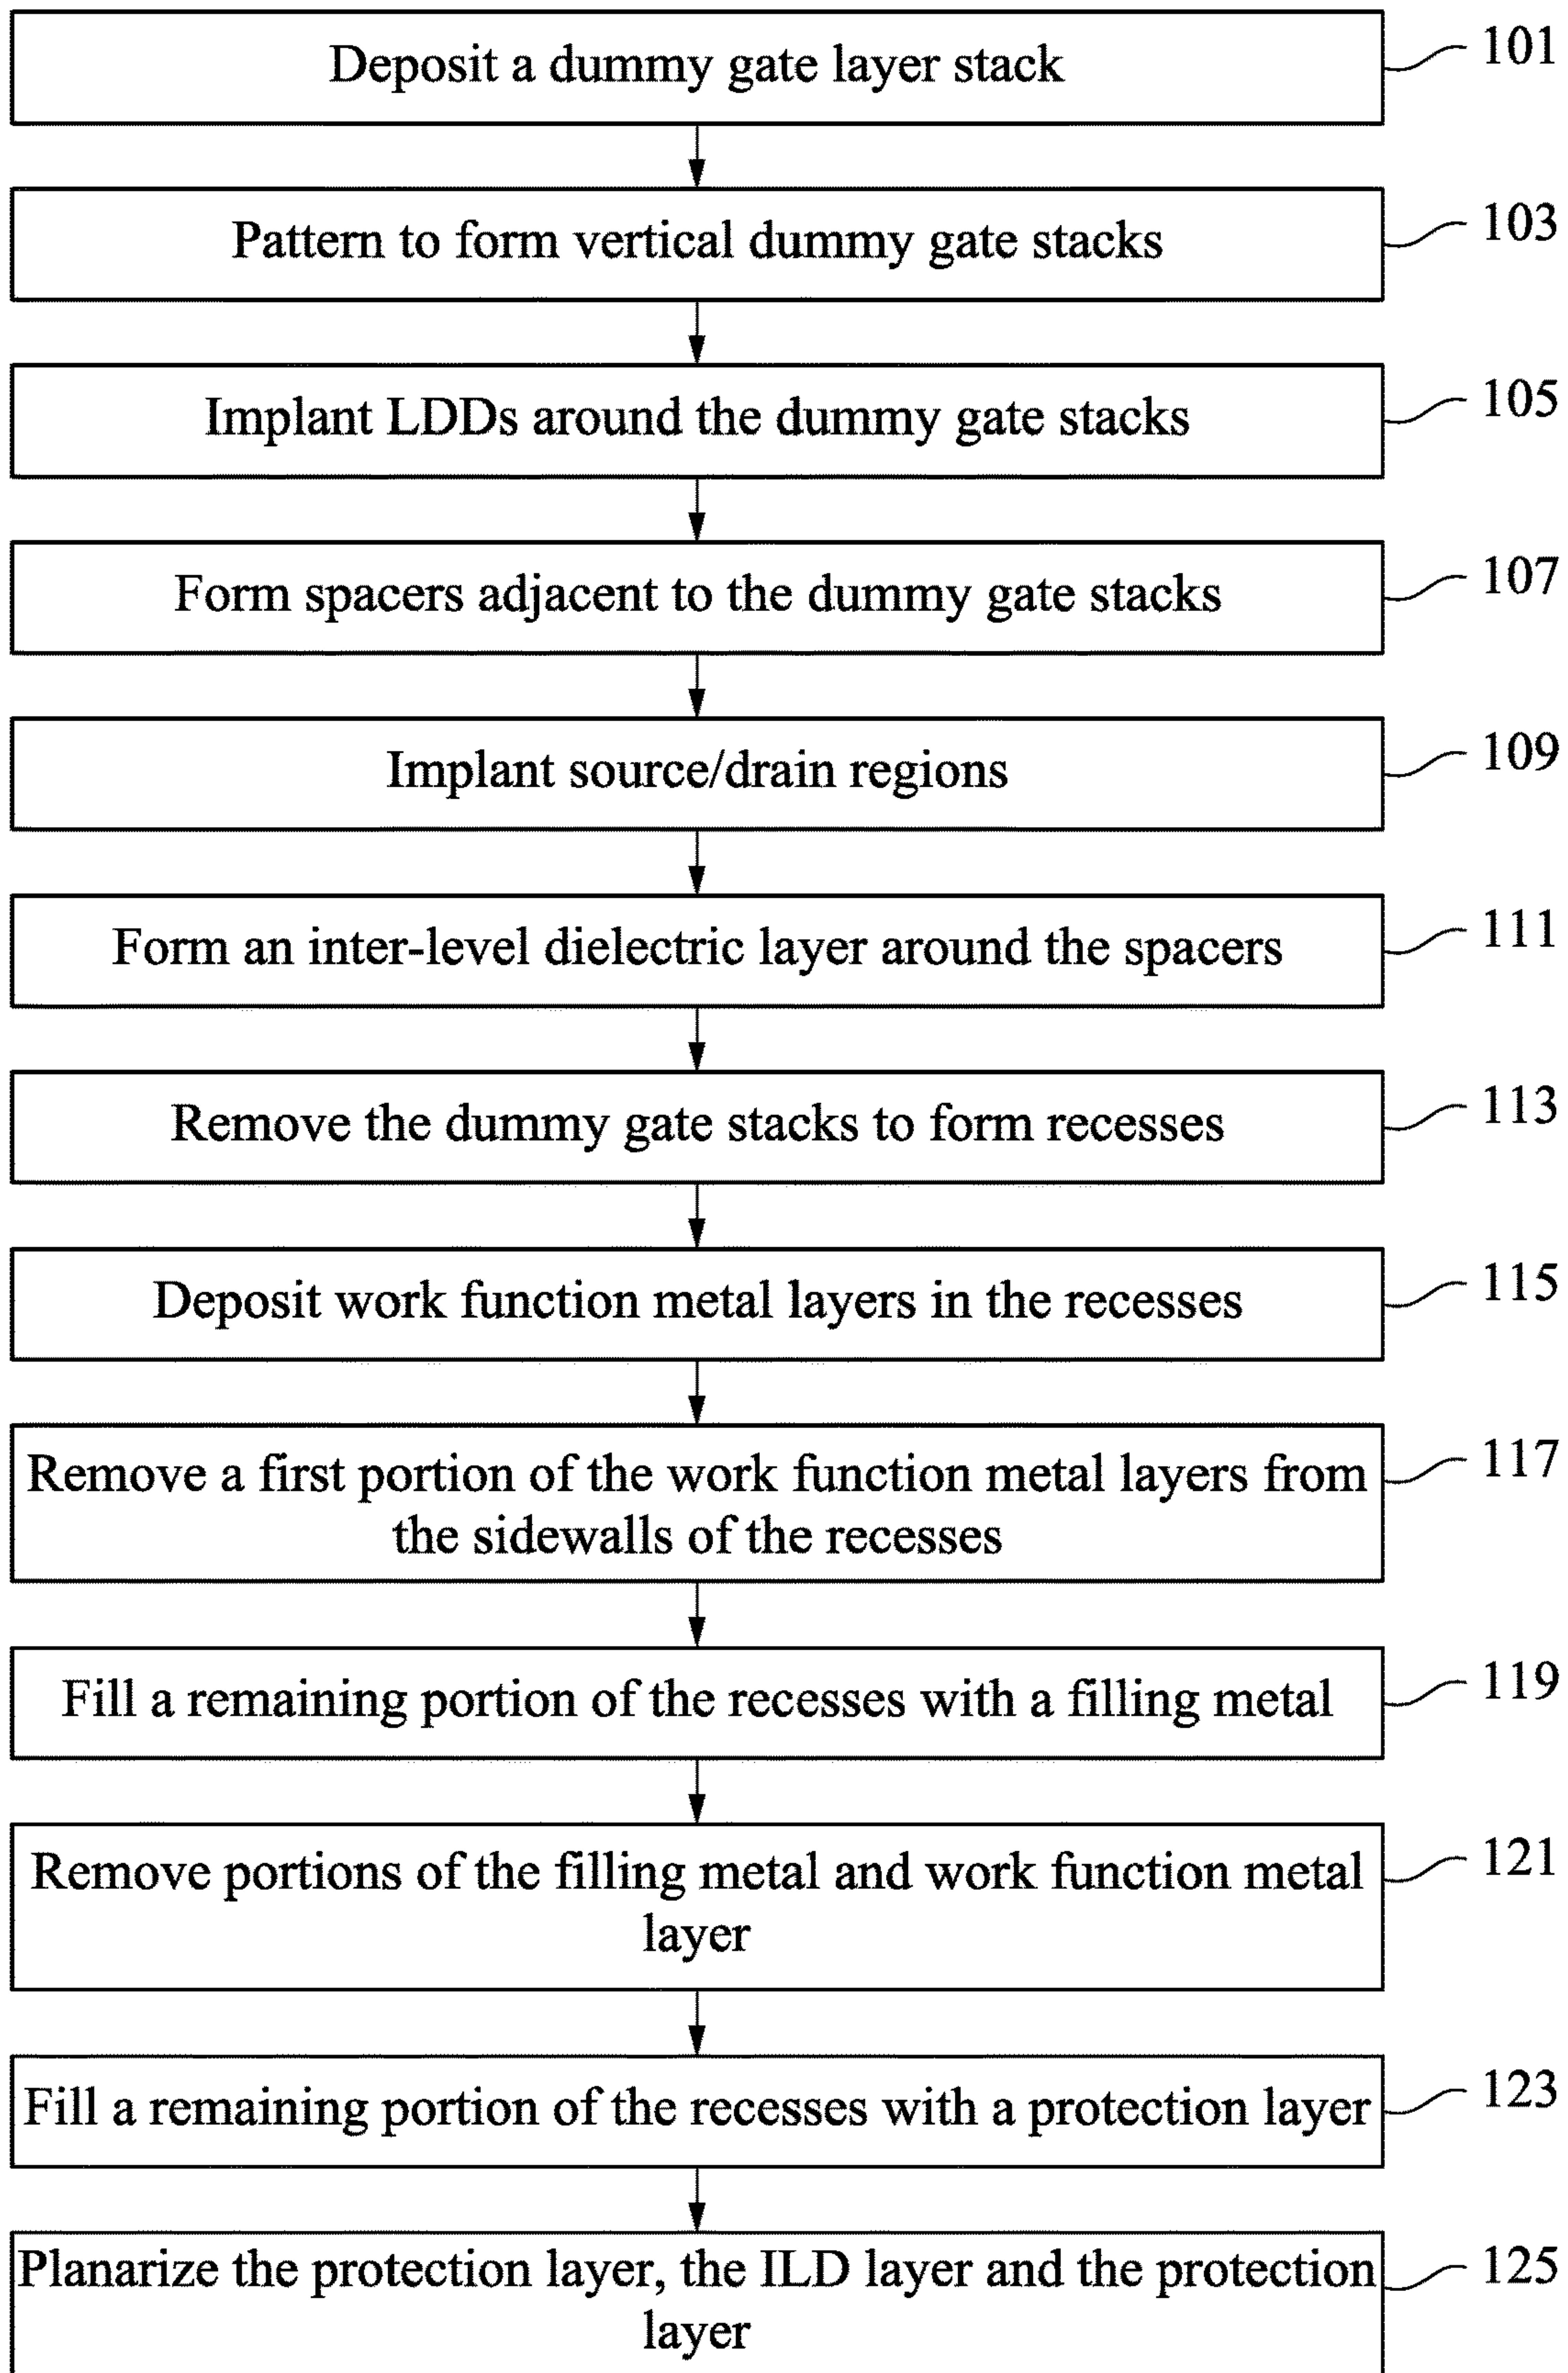 Deposit a dummy gate layer stack
101
Pattern to form vertical dummy gate stacks
103
Implant LDDs around the dummy gate stacks
105
Form spacers adjacent to the dummy gate stacks
107
Implant source/drain regions
109
Form an inter-level dielectric layer around the spacers
111
Remove the dummy gate stacks to form recesses
113
Deposit work function metal layers in the recesses
115
Remove a first portion of the work function metal layers from
the sidewalls of the recesses
117
Fill a remaining portion of the recesses with a filling metal
119
Remove portions of the filling metal and work function metal
layer
121
Fill a remaining portion of the recesses with a protection layer
123
Planarize the protection layer, the ILD layer and the protection
layer
125